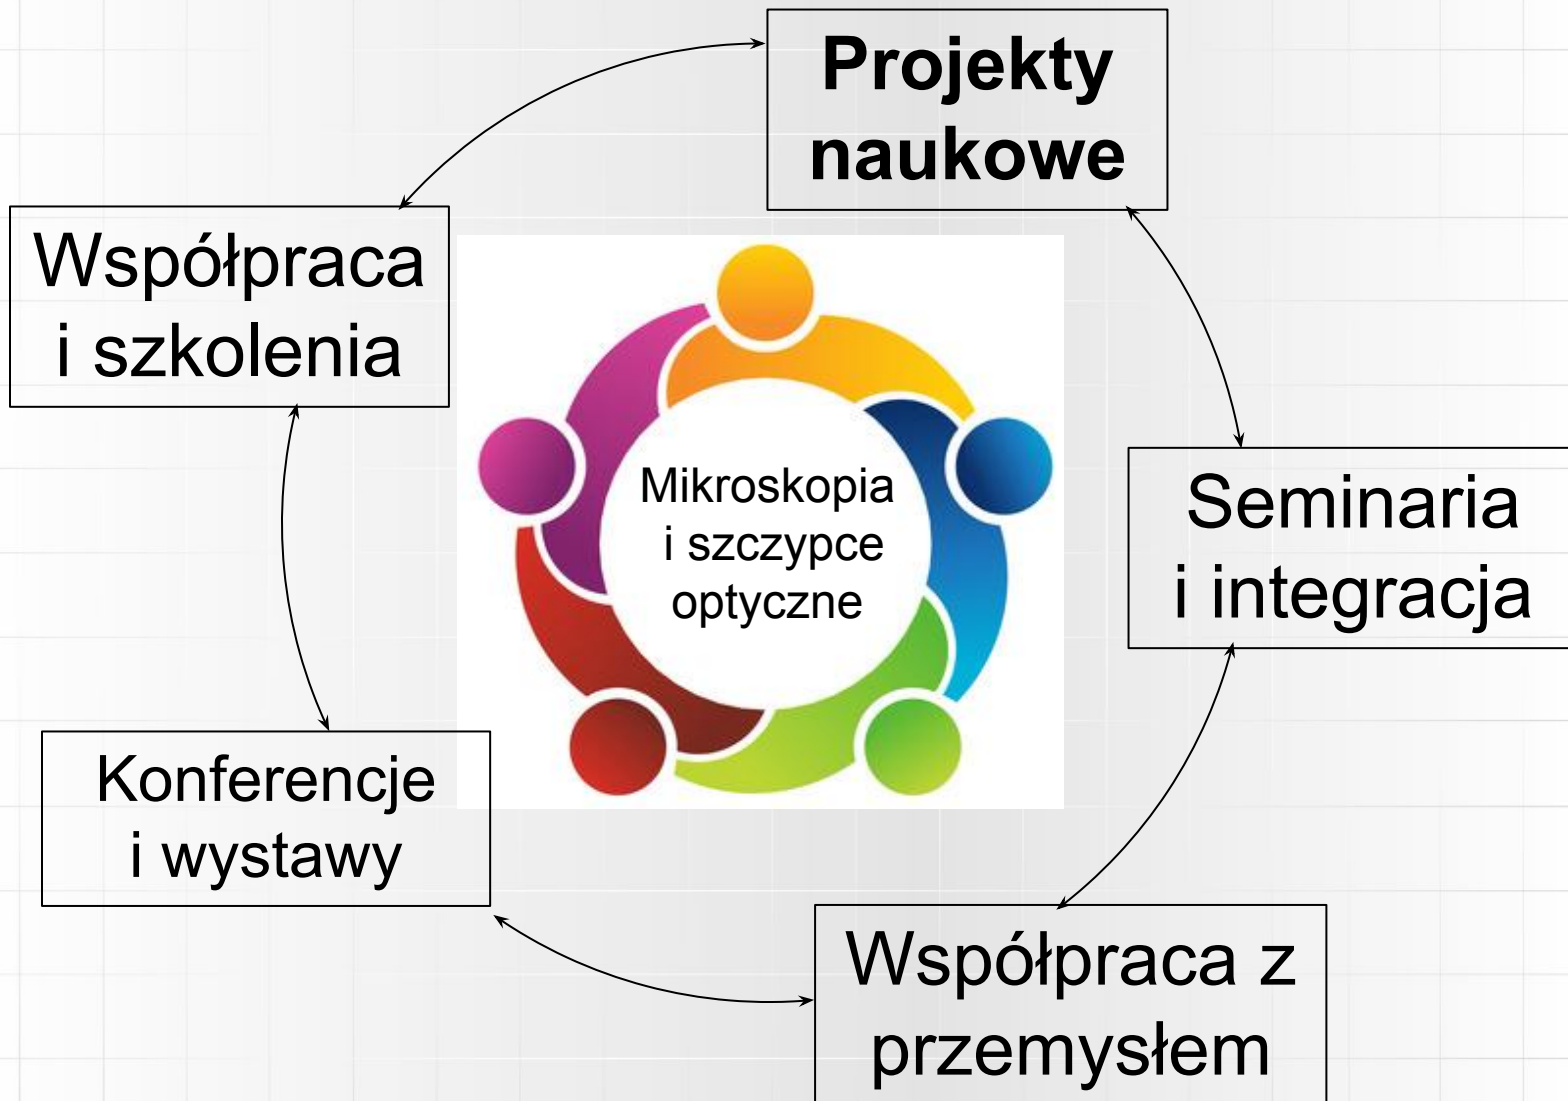 Projekty
naukowe
Współpraca
i szkolenia
Mikroskopia
i szczypce
optyczne
Seminaria
i integracja
Konferencje
i wystawy
Współpraca z
przemysłem